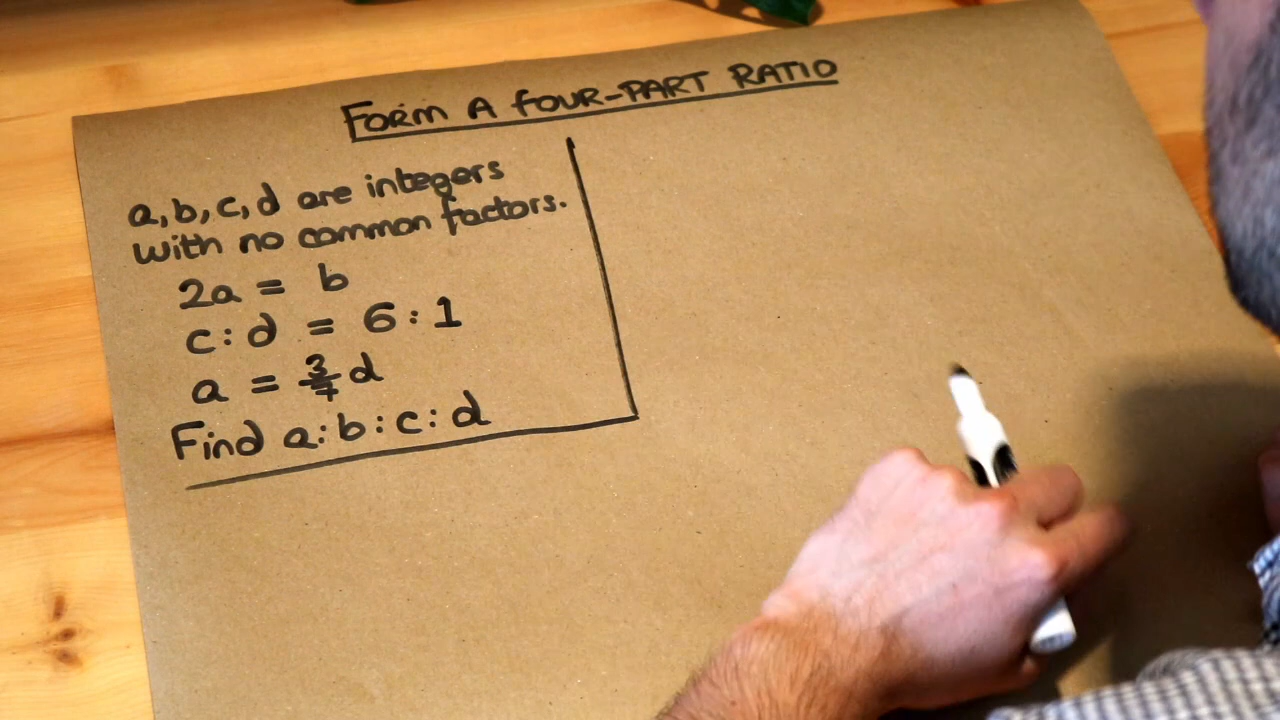 FORM A FOUR-PART RATIO
a, b, c, d are integers
with no common factors.
2a = b
c : d = 6 : 1
a = 3/4 d
Find a : b : c : d